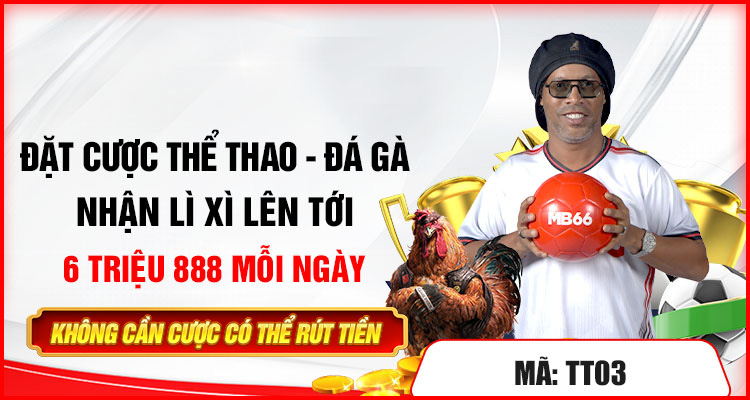 ĐẶT CƯỢC THỂ THAO - ĐÁ GÀ
NHẬN LÌ XÌ LÊN TỚI
6 TRIỆU 888 MỖI NGÀY
KHÔNG CẦN CƯỢC CÓ THỂ RÚT TIỀN
MB66
MÃ: TT03